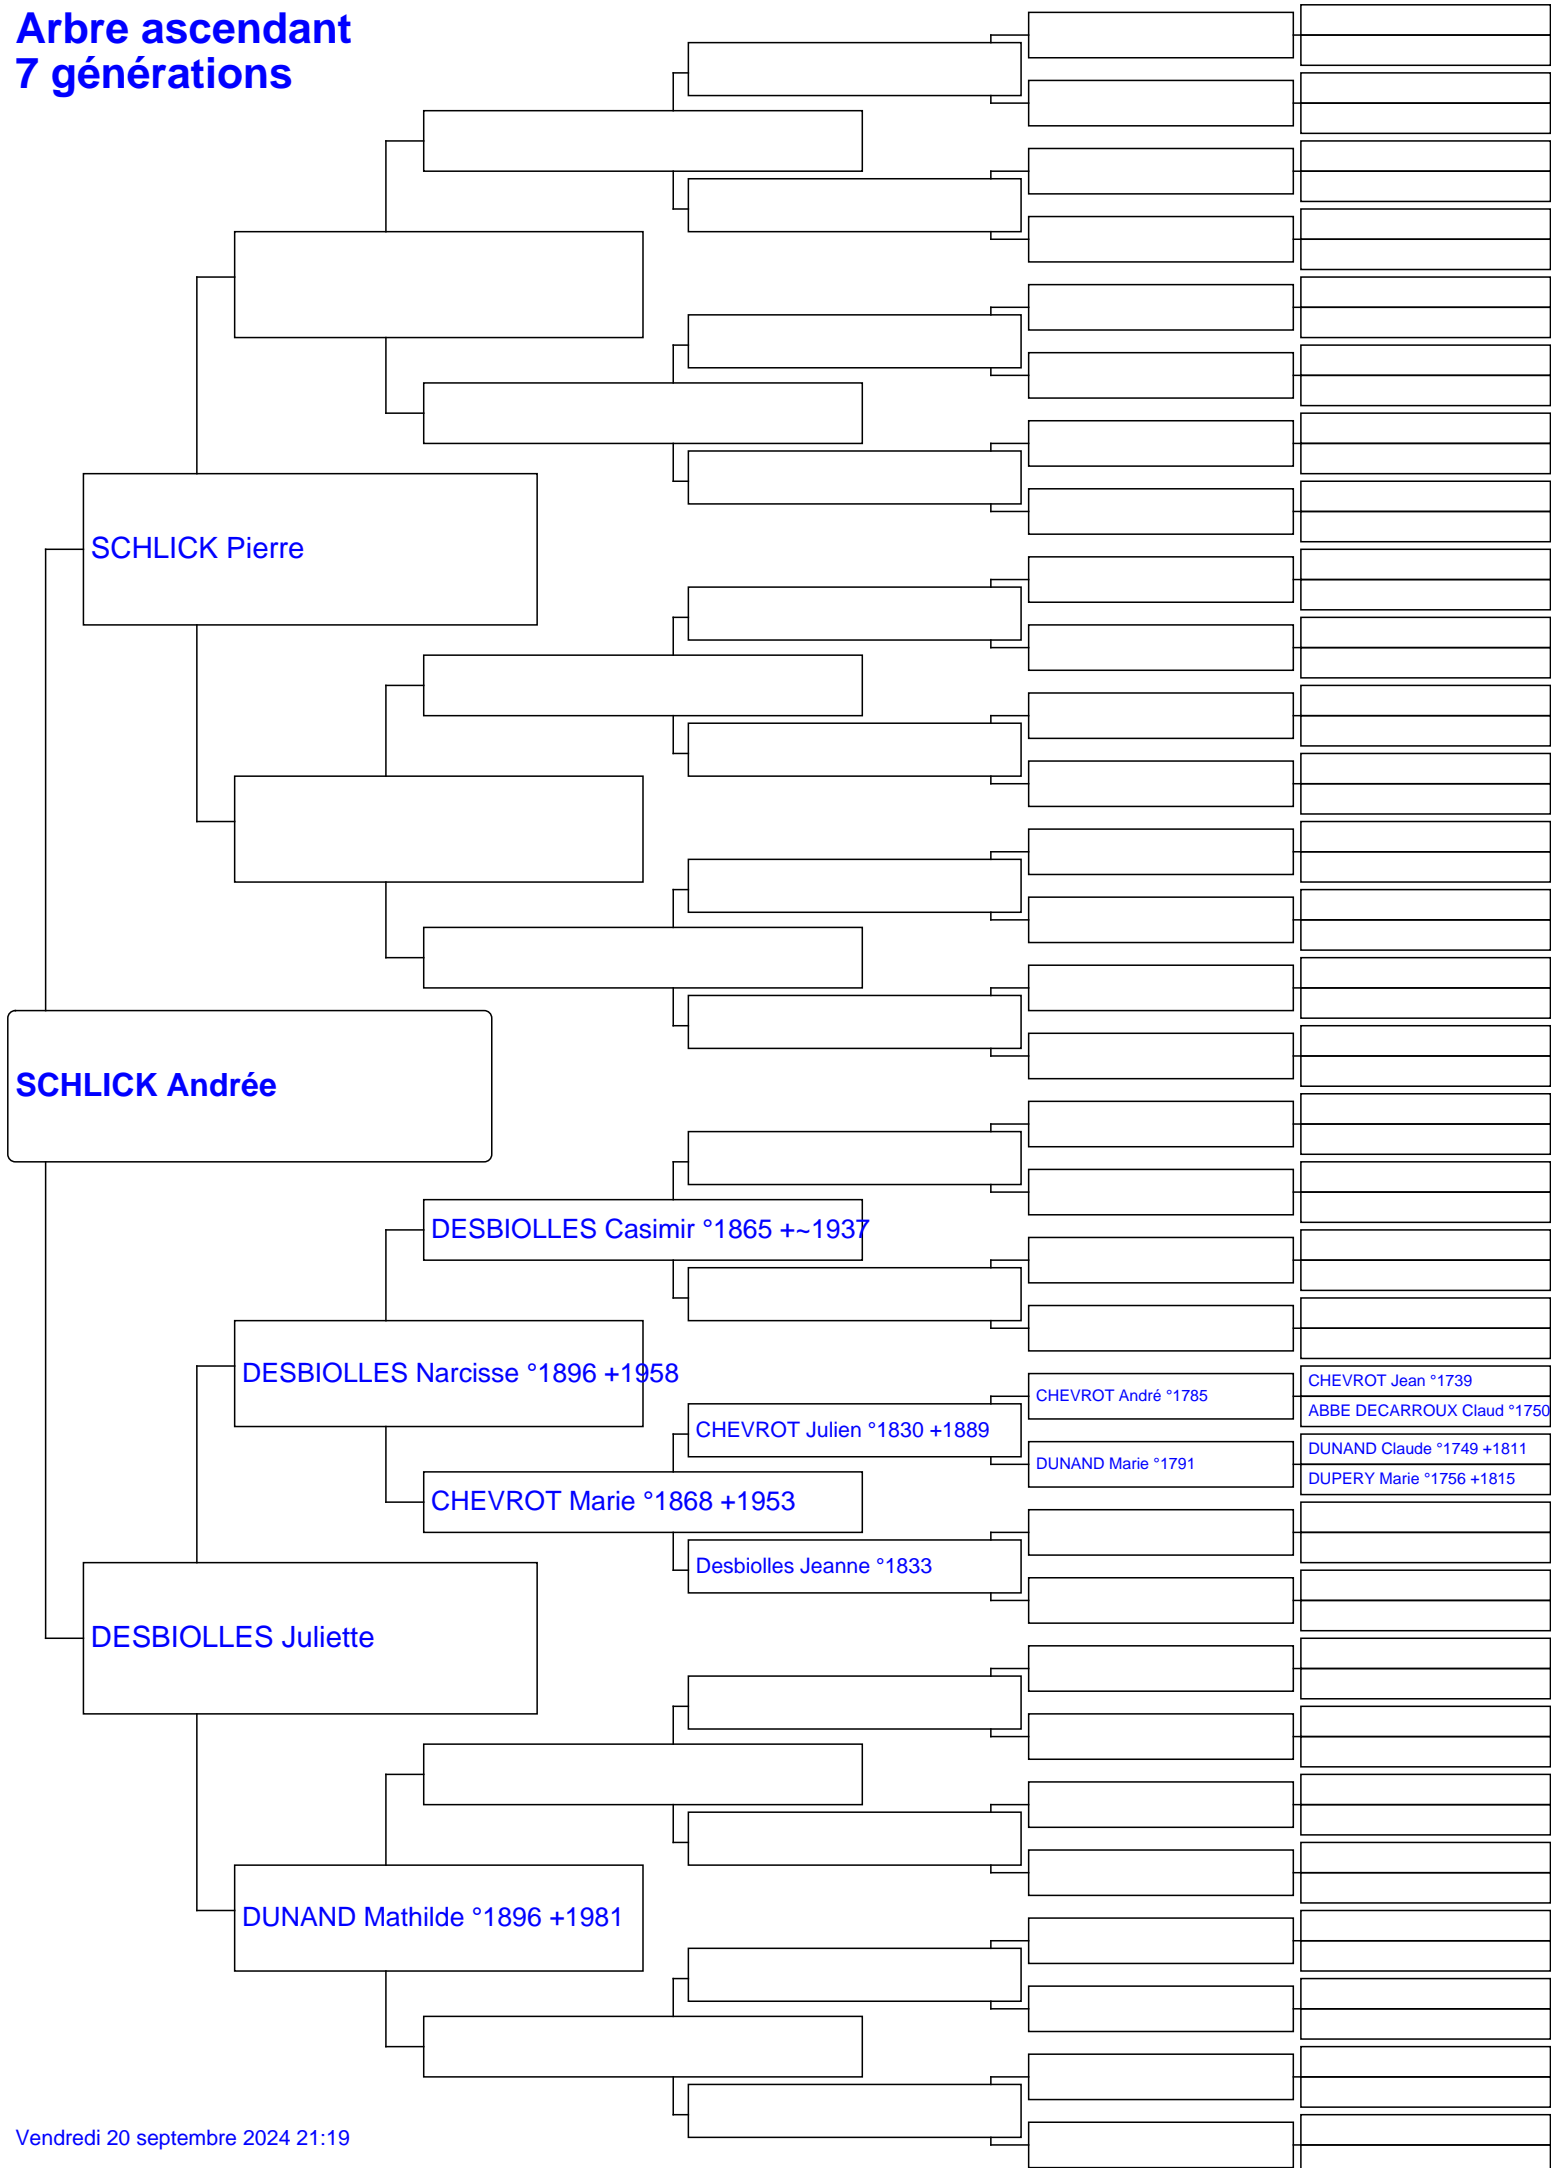 Arbre ascendant
7 générations
SCHLICK Pierre
SCHLICK Andrée
DESBIOLLES Casimir °1865 +~1937
DESBIOLLES Narcisse °1896 +1958
CHEVROT Jean °1739
CHEVROT André °1785
ABBE DECARROUX Claud °1750
CHEVROT Julien °1830 +1889
DUNAND Claude °1749 +1811
DUNAND Marie °1791
DUPERY Marie °1756 +1815
CHEVROT Marie °1868 +1953
Desbiolles Jeanne °1833
DESBIOLLES Juliette
DUNAND Mathilde °1896 +1981
Vendredi 20 septembre 2024 21:19